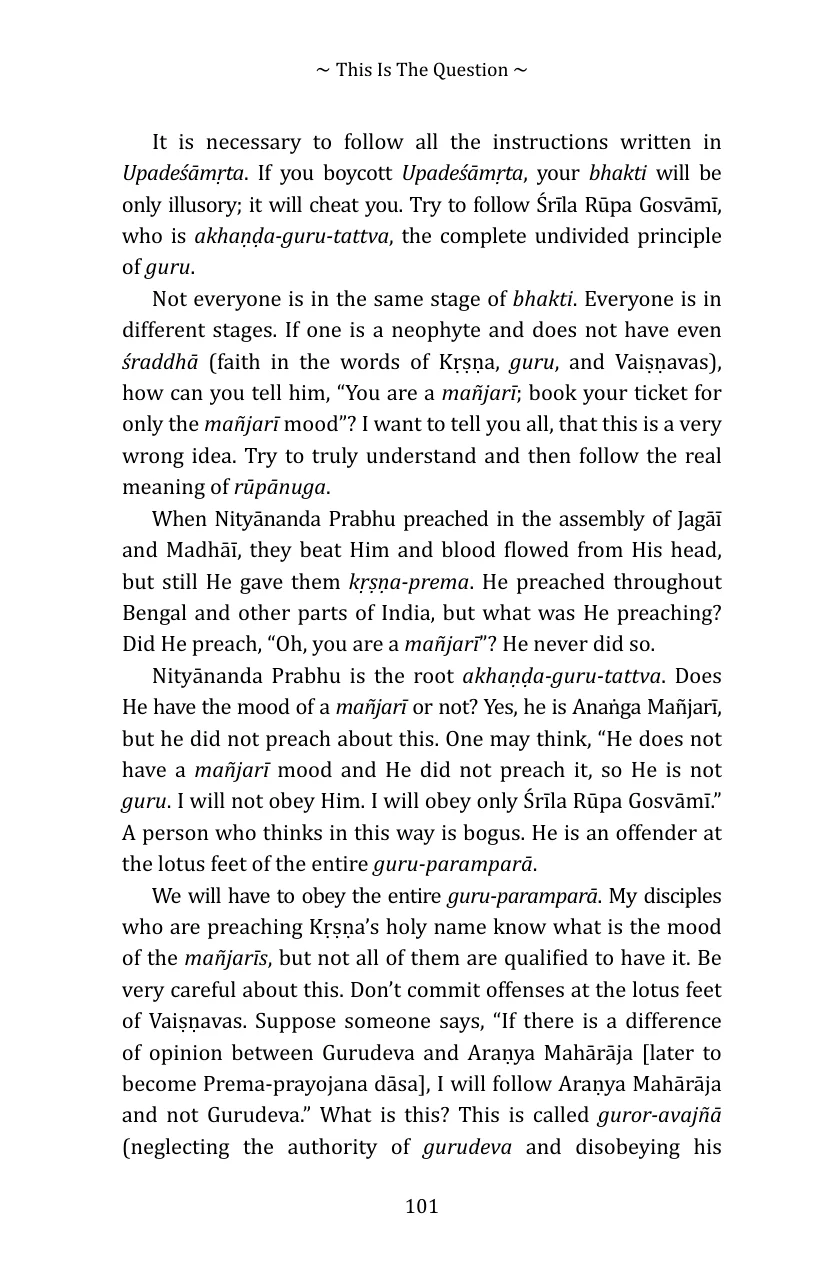 ~ This Is The Question ~
It is necessary to follow all the instructions written in
Upadeśāmṛta. If you boycott Upadeśāmṛta, your bhakti will be
only illusory; it will cheat you. Try to follow Śrīla Rūpa Gosvāmī,
who is akhaṇḍa-guru-tattva, the complete undivided principle
of guru.
Not everyone is in the same stage of bhakti. Everyone is in
different stages. If one is a neophyte and does not have even
śraddhā (faith in the words of Kṛṣṇa, guru, and Vaiṣṇavas),
how can you tell him, “You are a mañjarī; book your ticket for
only the mañjarī mood”? I want to tell you all, that this is a very
wrong idea. Try to truly understand and then follow the real
meaning of rūpānuga.
When Nityānanda Prabhu preached in the assembly of Jagāī
and Madhāī, they beat Him and blood flowed from His head,
but still He gave them kṛṣṇa-prema. He preached throughout
Bengal and other parts of India, but what was He preaching?
Did He preach, “Oh, you are a mañjarī”? He never did so.
Nityānanda Prabhu is the root akhaṇḍa-guru-tattva. Does
He have the mood of a mañjarī or not? Yes, he is Anaṅga Mañjarī,
but he did not preach about this. One may think, “He does not
have a mañjarī mood and He did not preach it, so He is not
guru. I will not obey Him. I will obey only Śrīla Rūpa Gosvāmī.”
A person who thinks in this way is bogus. He is an offender at
the lotus feet of the entire guru-paramparā.
We will have to obey the entire guru-paramparā. My disciples
who are preaching Kṛṣṇa’s holy name know what is the mood
of the mañjarīs, but not all of them are qualified to have it. Be
very careful about this. Don’t commit offenses at the lotus feet
of Vaiṣṇavas. Suppose someone says, “If there is a difference
of opinion between Gurudeva and Araṇya Mahārāja [later to
become Prema-prayojana dāsa], I will follow Araṇya Mahārāja
and not Gurudeva.” What is this? This is called guror-avajñā
(neglecting the authority of gurudeva and disobeying his
101